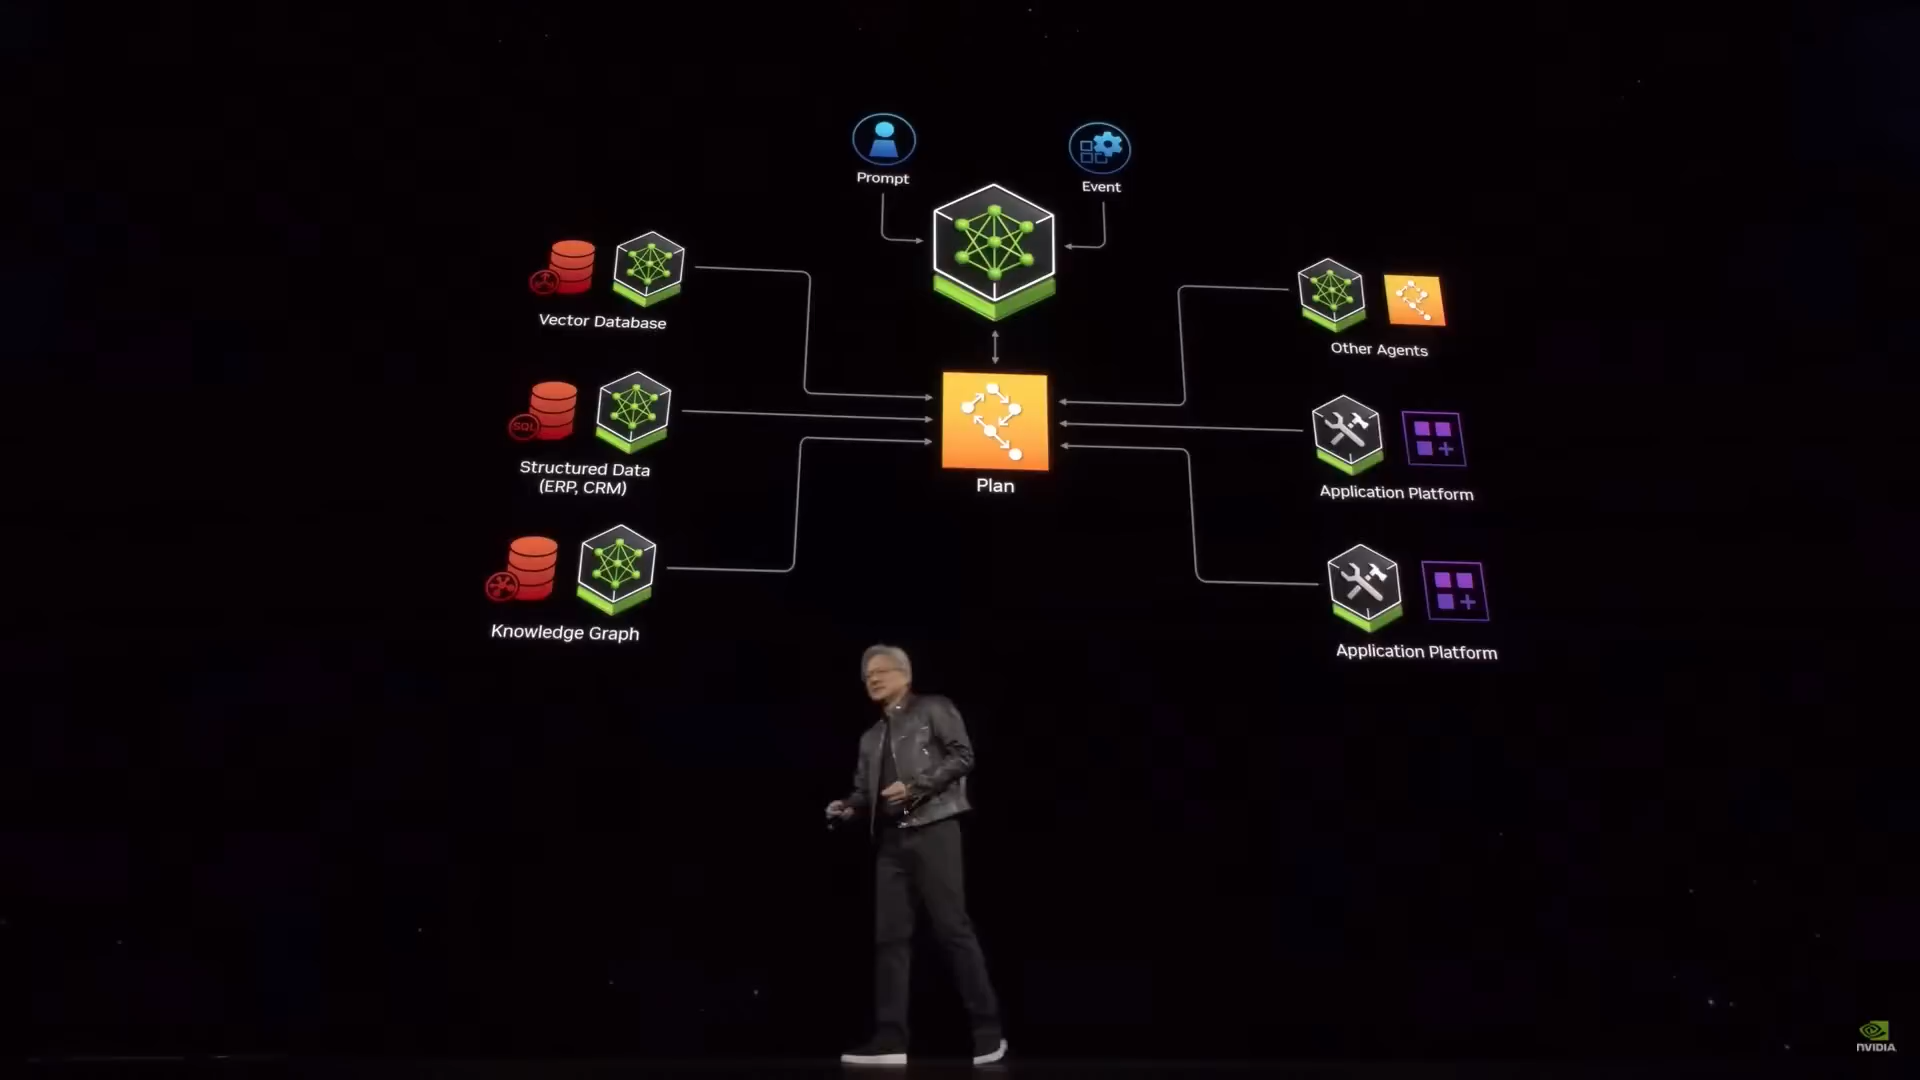 Prompt
Event
Vector Database
Structured Data
(ERP, CRM)
SQL
Knowledge Graph
Plan
Other Agents
Application Platform
Application Platform
NVIDIA